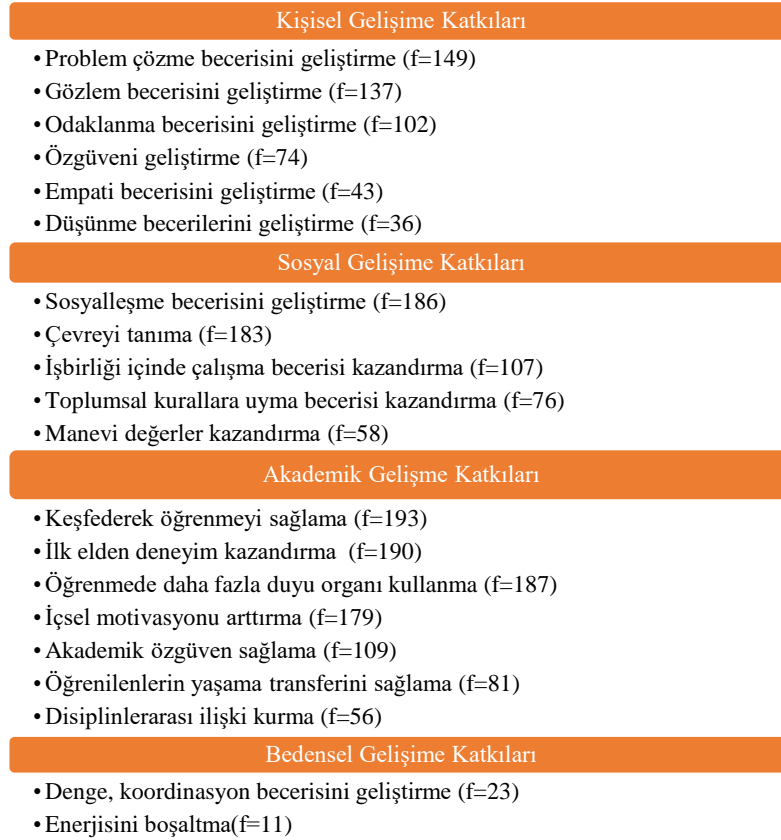 Kişisel Gelişime Katkıları
• Problem çözme becerisini geliştirme (f=149)
• Gözlem becerisini geliştirme (f=137)
• Odaklanma becerisini geliştirme (f=102)
• Özgüveni geliştirme (f=74)
• Empati becerisini geliştirme (f=43)
• Düşünme becerilerini geliştirme (f=36)
Sosyal Gelişime Katkıları
• Sosyalleşme becerisini geliştirme (f=186)
• Çevreyi tanıma (f=183)
• İşbirliği içinde çalışma becerisi kazandırma (f=107)
• Toplumsal kurallara uyma becerisi kazandırma (f=76)
• Manevi değerler kazandırma (f=58)
Akademik Gelişme Katkıları
• Keşfederek öğrenmeyi sağlama (f=193)
• İlk elden deneyim kazandırma (f=190)
• Öğrenmede daha fazla duyu organı kullanma (f=187)
• İçsel motivasyonu arttırma (f=179)
• Akademik özgüven sağlama (f=109)
• Öğrenilenlerin yaşama transferini sağlama (f=81)
• Disiplinlerarası ilişki kurma (f=56)
Bedensel Gelişime Katkıları
• Denge, koordinasyon becerisini geliştirme (f=23)
• Enerjisini boşaltma(f=11)